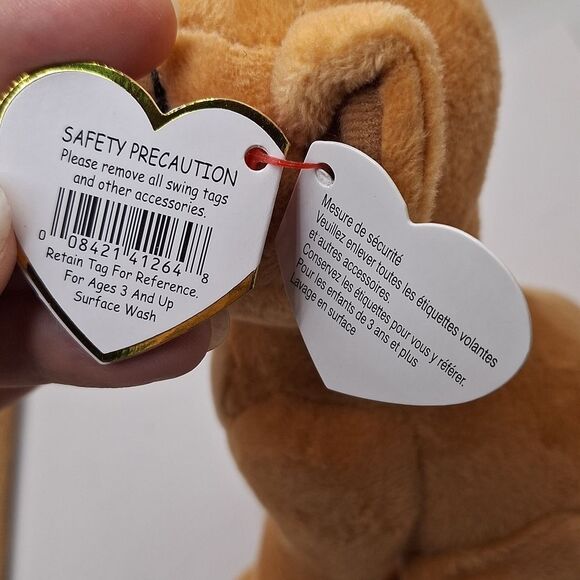 SAFETY PRECAUTION
Please remove all swing tags
and other accessories.
0 08421 41264 8
Retain Tag For Reference.
For Ages 3 And Up
Surface Wash
Mesure de sécurité
Veuillez enlever toutes les étiquettes volantes
et autres accessoires.
Conservez les étiquettes pour vous y référer.
Pour les enfants de 3 ans et plus
Lavage en surface